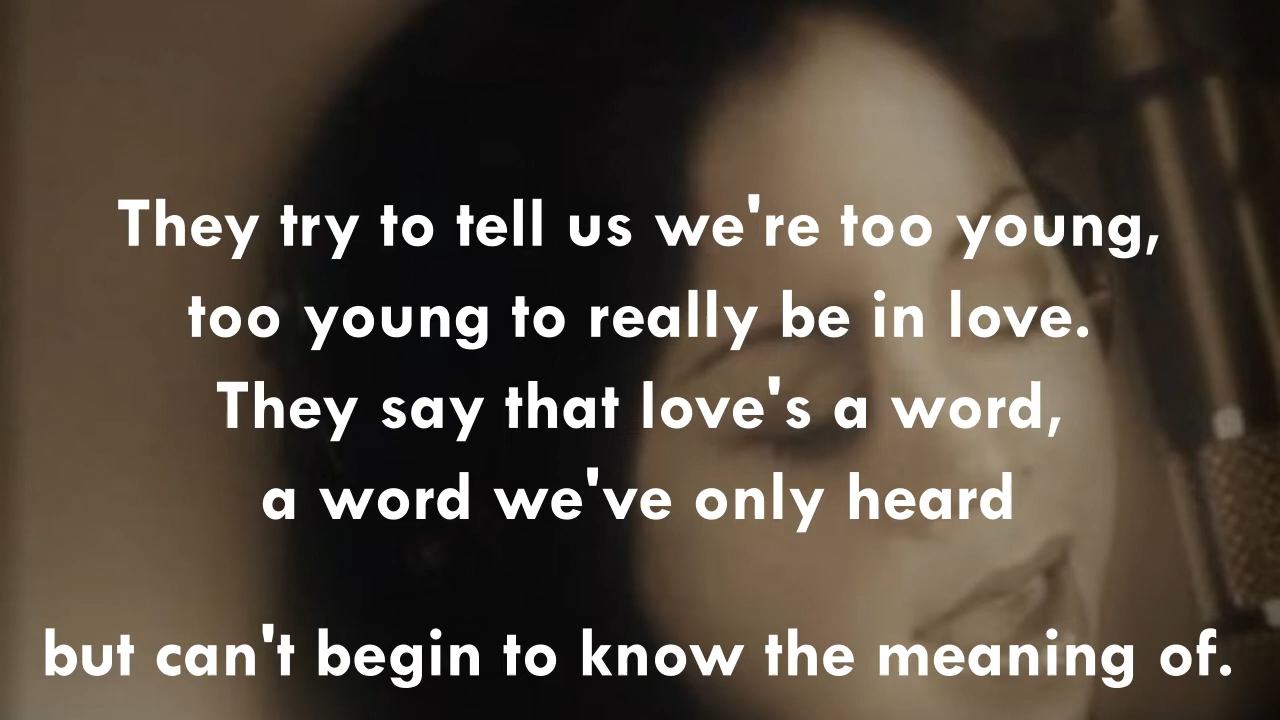 They try to tell us we're too young,
too young to really be in love.
They say that love's a word,
a word we've only heard
but can't begin to know the meaning of.